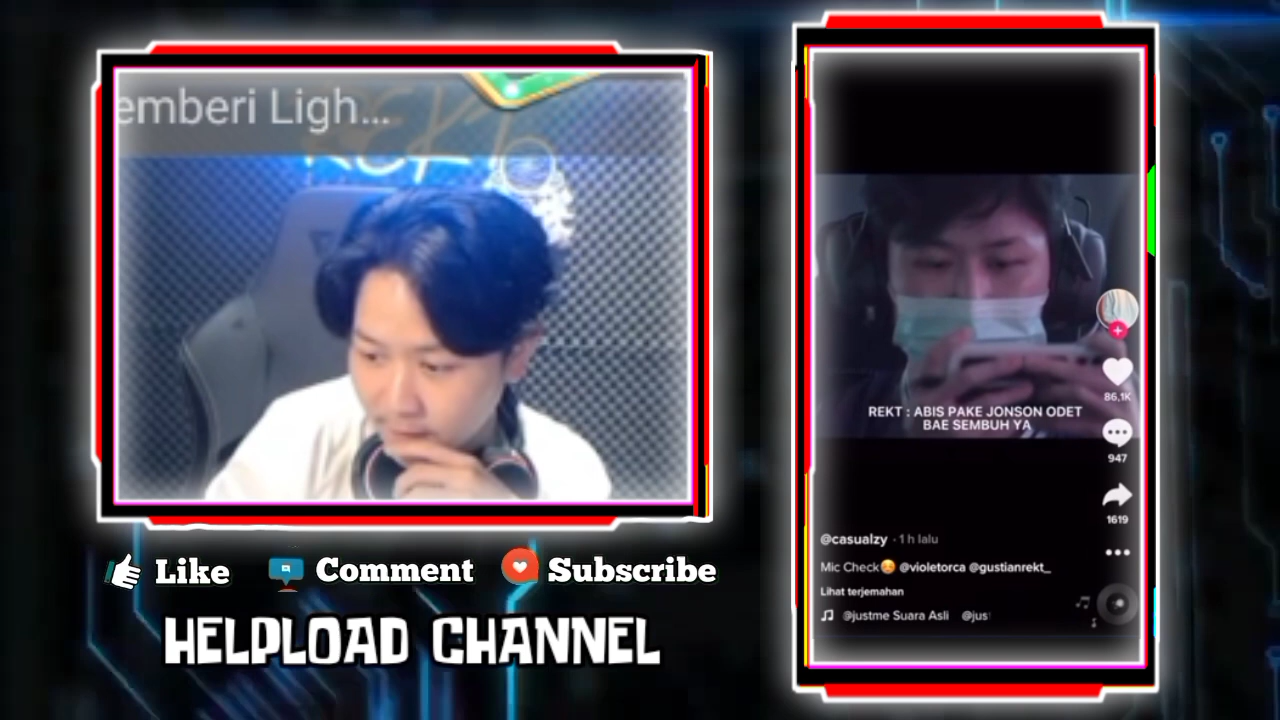 emberi Ligh...
REKT
Like
Comment
Subscribe
HELPLOAD CHANNEL
REKT : ABIS PAKE JONSON ODET
BAE SEMBUH YA
86,1K
947
1619
@casualzy · 1 h lalu
Mic Check😚 @violetorca @gustianrekt_
Lihat terjemahan
@justme Suara Asli @jus